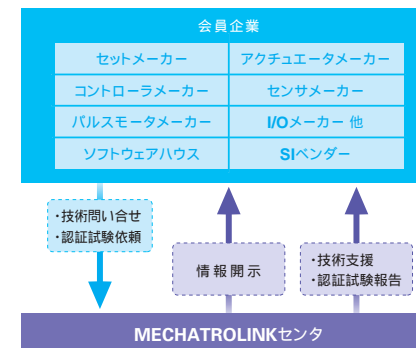 会員企業
セットメーカー
アクチュエータメーカー
コントローラメーカー
センサメーカー
パルスモータメーカー
I/Oメーカー 他
ソフトウェアハウス
SIベンダー
・技術問い合せ
・認証試験依頼
情報開示
・技術支援
・認証試験報告
MECHATROLINKセンタ